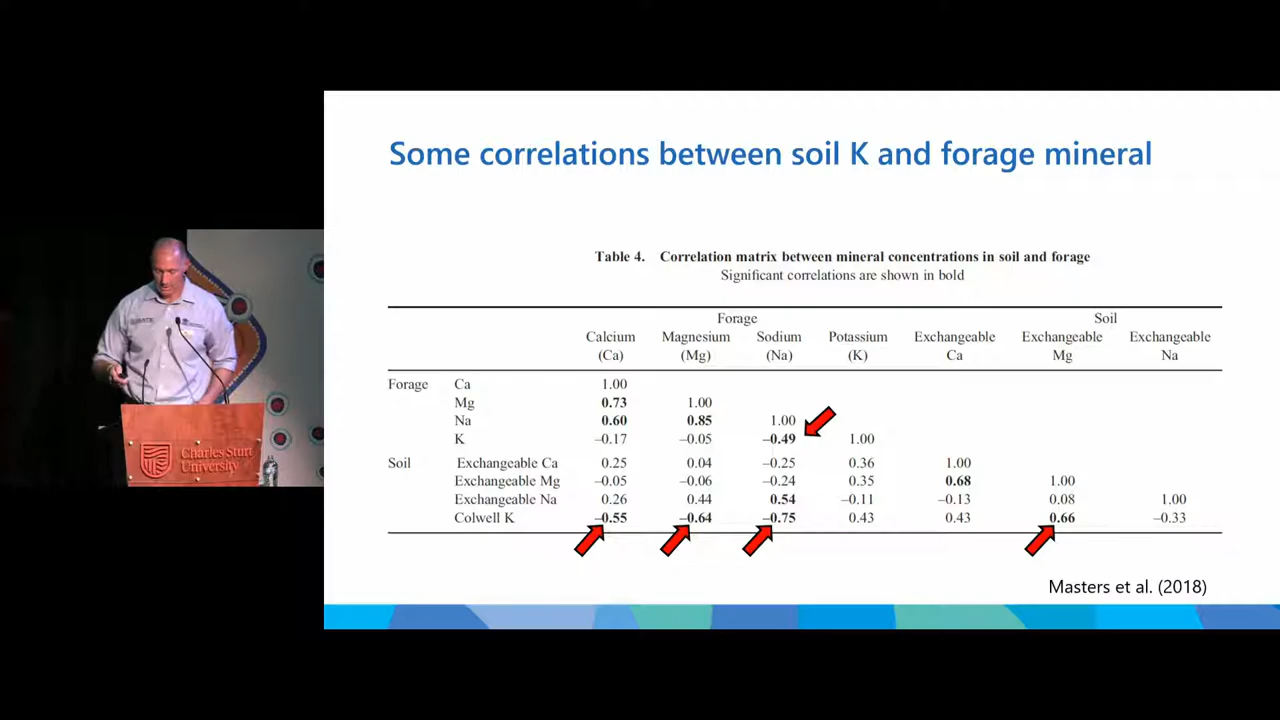 Some correlations between soil K and forage mineral
Table 4. Correlation matrix between mineral concentrations in soil and forage
Significant correlations are shown in bold
Forage Soil
Calcium Magnesium Sodium Potassium Exchangeable Exchangeable Exchangeable
(Ca) (Mg) (Na) (K) Ca Mg Na
Forage Ca 1.00
Mg 0.73 1.00
Na 0.60 0.85 1.00
K –0.17 –0.05 –0.49 1.00
Soil Exchangeable Ca 0.25 0.04 –0.25 0.36 1.00
Exchangeable Mg –0.05 –0.06 –0.24 0.35 0.68 1.00
Exchangeable Na 0.26 0.44 0.54 –0.11 –0.13 0.08 1.00
Colwell K –0.55 –0.64 –0.75 0.43 0.43 0.66 –0.33
Masters et al. (2018)
Charles Sturt
University